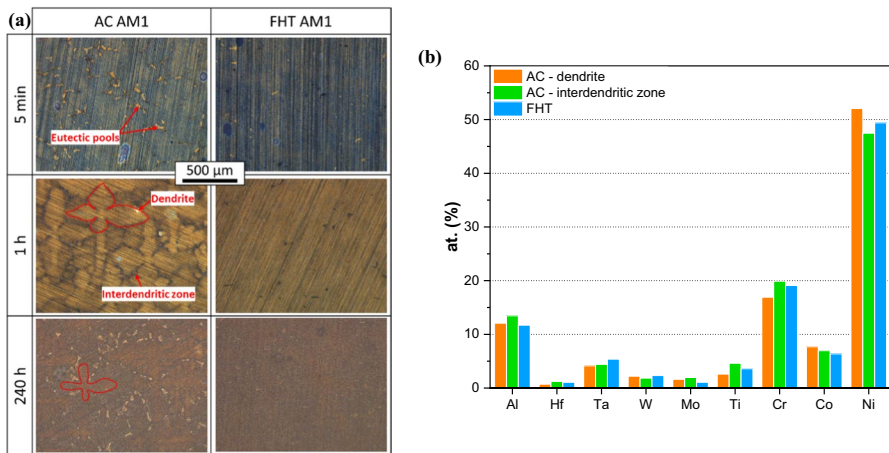 (a)
AC AM1
FHT AM1
5 min
Eutectic pools
500 µm
1 h
Dendrite
Interdendritic zone
240 h
(b)
AC - dendrite
AC - interdendritic zone
FHT
at. (%)
60
50
40
30
20
10
0
Al Hf Ta W Mo Ti Cr Co Ni